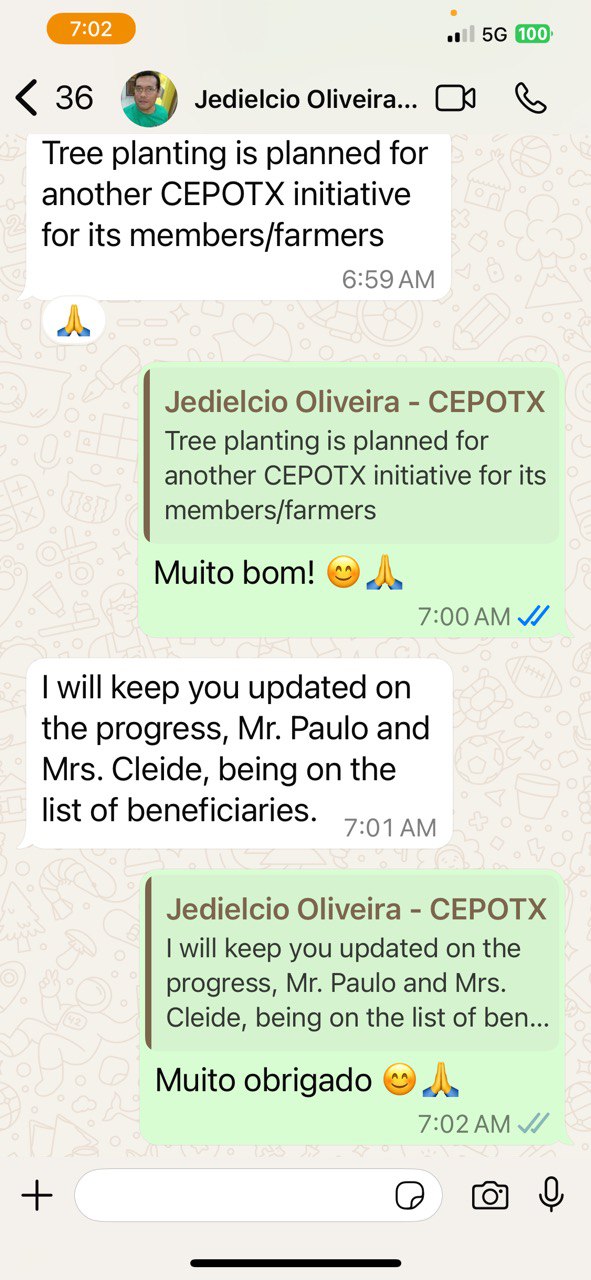 7:02
5G 100
36 Jedielcio Oliveira...
Tree planting is planned for
another CEPOTX initiative
for its members/farmers
6:59 AM
🙏
Jedielcio Oliveira - CEPOTX
Tree planting is planned for
another CEPOTX initiative for its
members/farmers
Muito bom! 😊🙏
7:00 AM
I will keep you updated on
the progress, Mr. Paulo and
Mrs. Cleide, being on the
list of beneficiaries.
7:01 AM
Jedielcio Oliveira - CEPOTX
I will keep you updated on the
progress, Mr. Paulo and Mrs.
Cleide, being on the list of ben...
Muito obrigado 😊🙏
7:02 AM